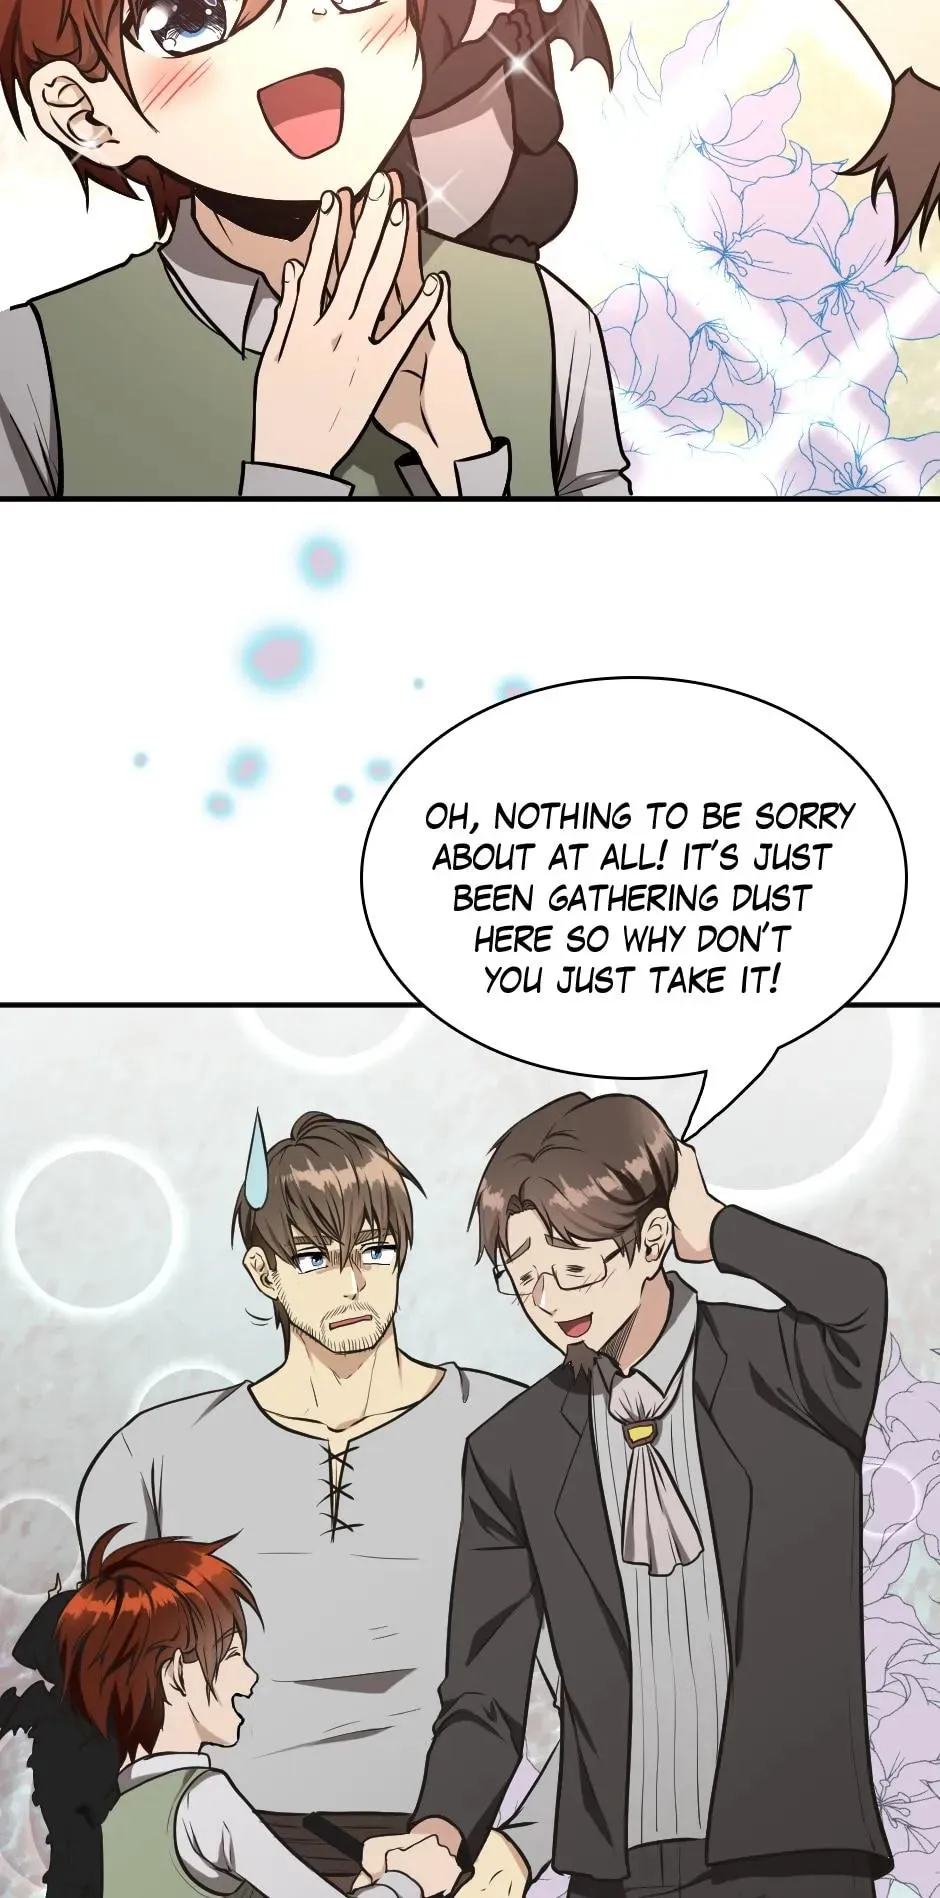 OH, NOTHING TO BE SORRY
ABOUT AT ALL! IT'S JUST
BEEN GATHERING DUST
HERE SO WHY DON'T
YOU JUST TAKE IT!